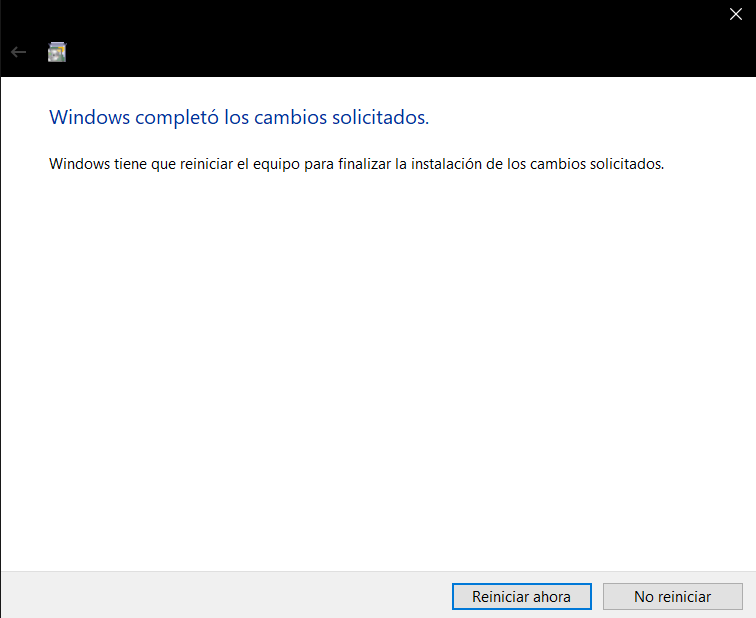 Windows completó los cambios solicitados.
Windows tiene que reiniciar el equipo para finalizar la instalación de los cambios solicitados.
Reiniciar ahora
No reiniciar